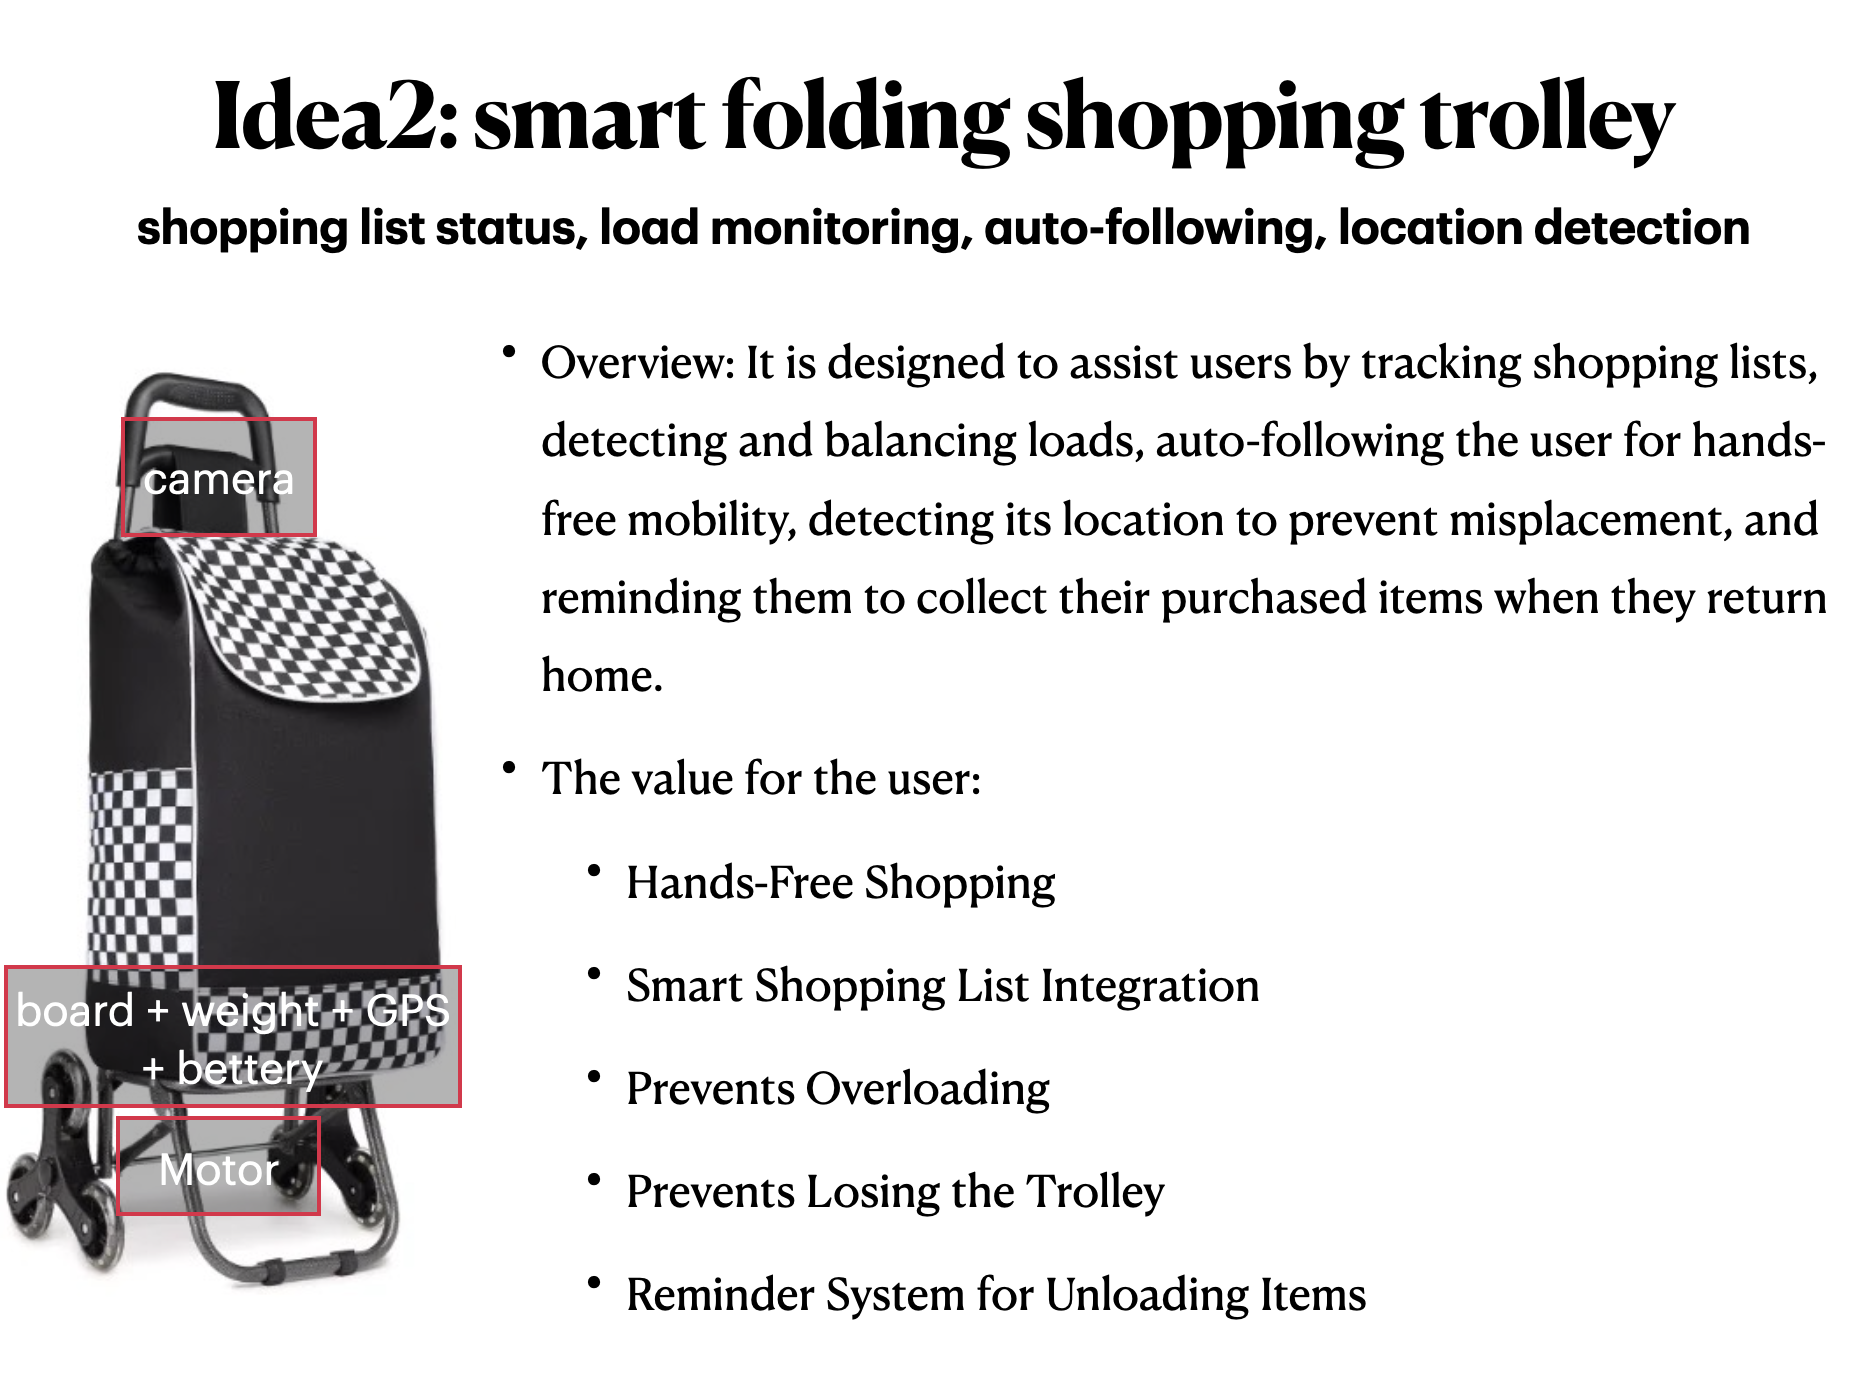 Idea2: smart folding shopping trolley
shopping list status, load monitoring, auto-following, location detection
• Overview: It is designed to assist users by tracking shopping lists,
detecting and balancing loads, auto-following the user for hands-
free mobility, detecting its location to prevent misplacement, and
reminding them to collect their purchased items when they return
home.
• The value for the user:
• Hands-Free Shopping
• Smart Shopping List Integration
• Prevents Overloading
• Prevents Losing the Trolley
• Reminder System for Unloading Items
camera
board + weight + GPS
+ bettery
Motor